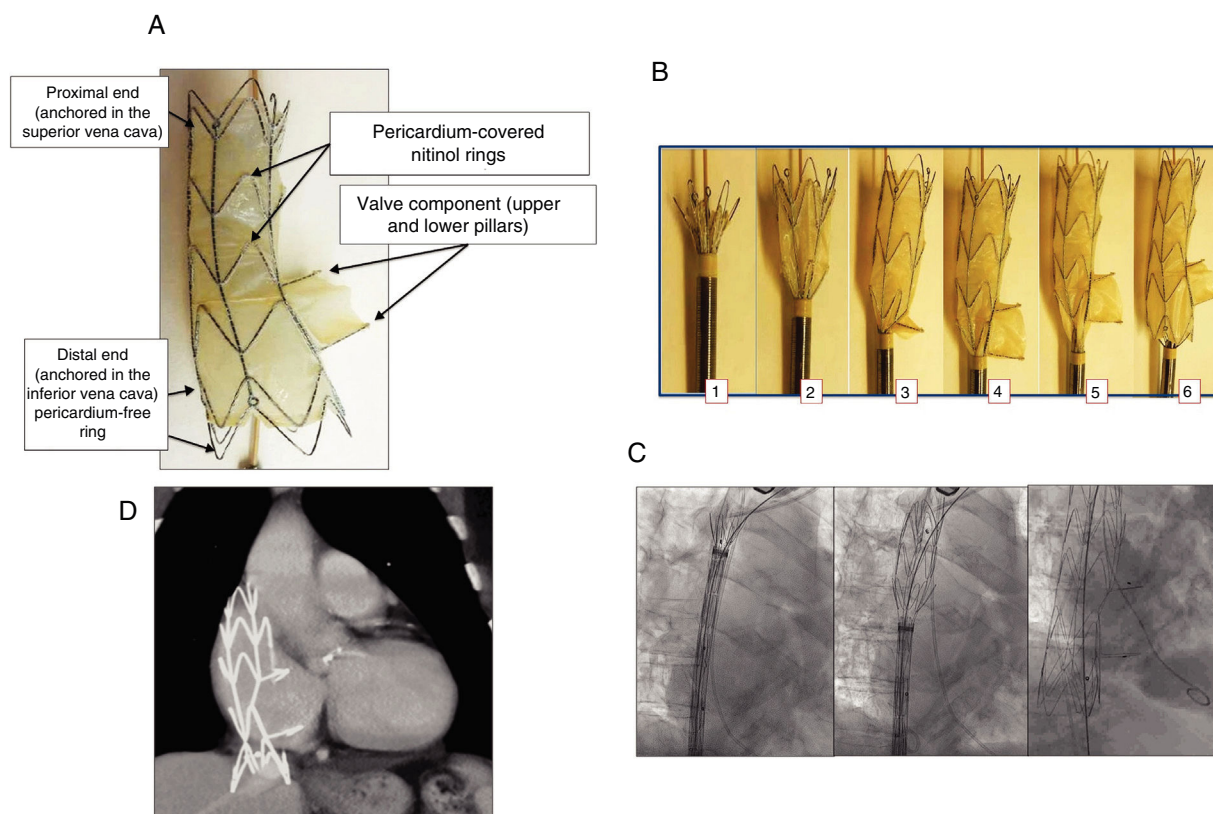 A
Proximal end
(anchored in the
superior vena cava)
Pericardium-covered
nitinol rings
Valve component (upper
and lower pillars)
Distal end
(anchored in the
inferior vena cava)
pericardium-free
ring
B
1
2
3
4
5
6
C
D